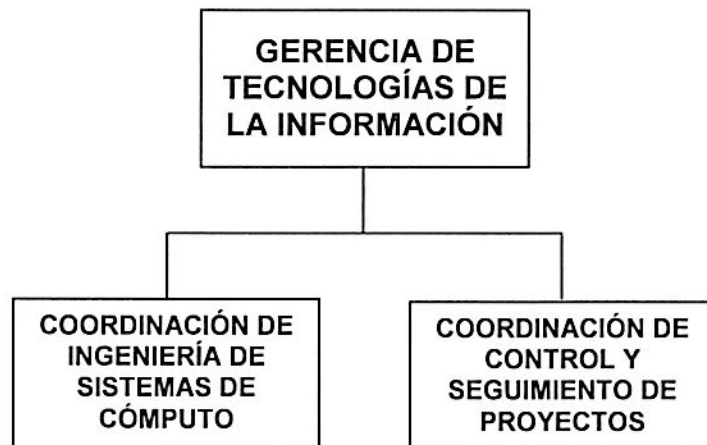 GERENCIA DE
TECNOLOGÍAS DE
LA INFORMACIÓN
COORDINACIÓN DE
INGENIERÍA DE
SISTEMAS DE
CÓMPUTO
COORDINACIÓN DE
CONTROL Y
SEGUIMIENTO DE
PROYECTOS